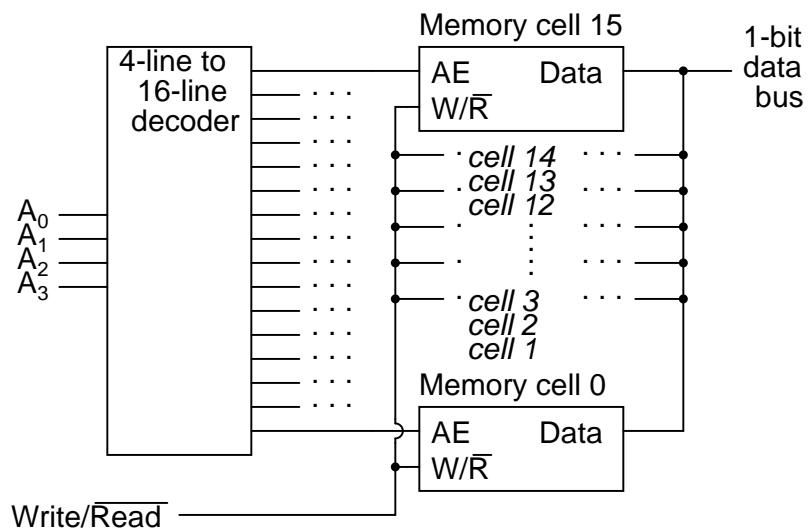 Memory cell 15
4-line to
16-line
decoder
AE Data
W/R̅
1-bit
data
bus
cell 14
cell 13
cell 12
A₀
A₁
A₂
A₃
cell 3
cell 2
cell 1
Memory cell 0
AE Data
W/R̅
Write/R̅e̅a̅d̅